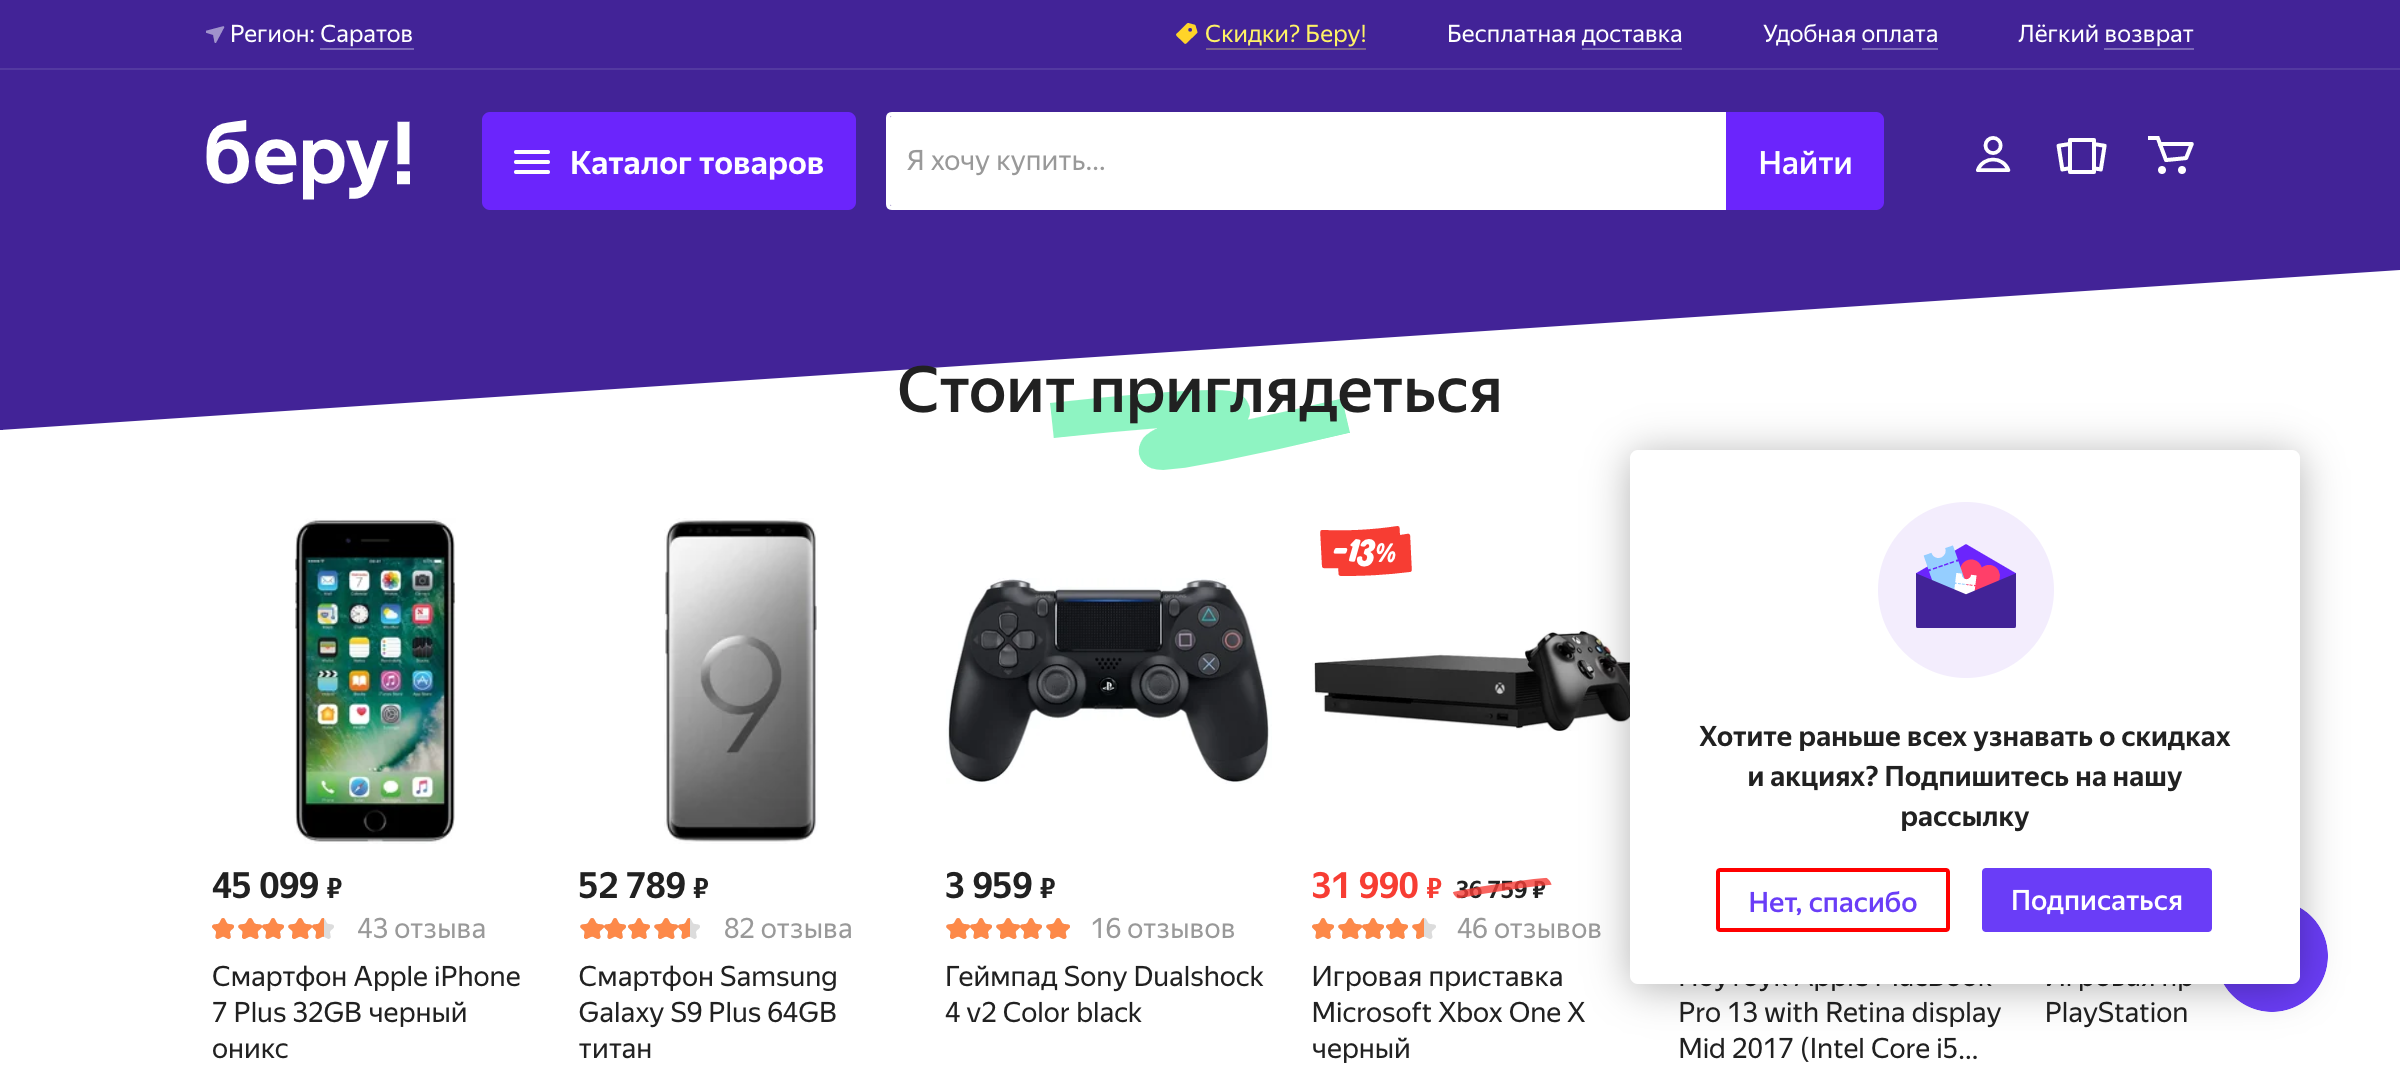 Регион: Саратов
Скидки? Беру!
Бесплатная доставка
Удобная оплата
Лёгкий возврат
беру!
Каталог товаров
Я хочу купить...
Найти
Стоит приглядеться
-13%
9
45 099 ₽
43 отзыва
Смартфон Apple iPhone
7 Plus 32GB черный
оникс
52 789 ₽
82 отзыва
Смартфон Samsung
Galaxy S9 Plus 64GB
титан
3 959 ₽
16 отзывов
Геймпад Sony Dualshock
4 v2 Color black
31 990 ₽ 36 759 ₽
46 отзывов
Игровая приставка
Microsoft Xbox One X
черный
Pro 13 with Retina display
Mid 2017 (Intel Core i5...
PlayStation
Хотите раньше всех узнавать о скидках
и акциях? Подпишитесь на нашу
рассылку
Нет, спасибо
Подписаться